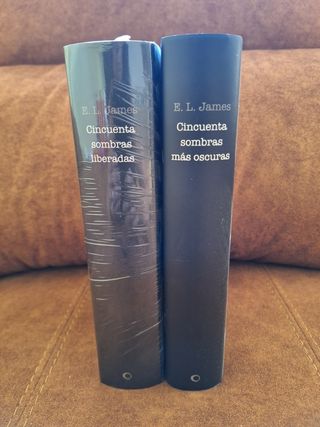 E. L. James
Cincuenta
sombras
liberadas
E. L. James
Cincuenta
sombras
más oscuras